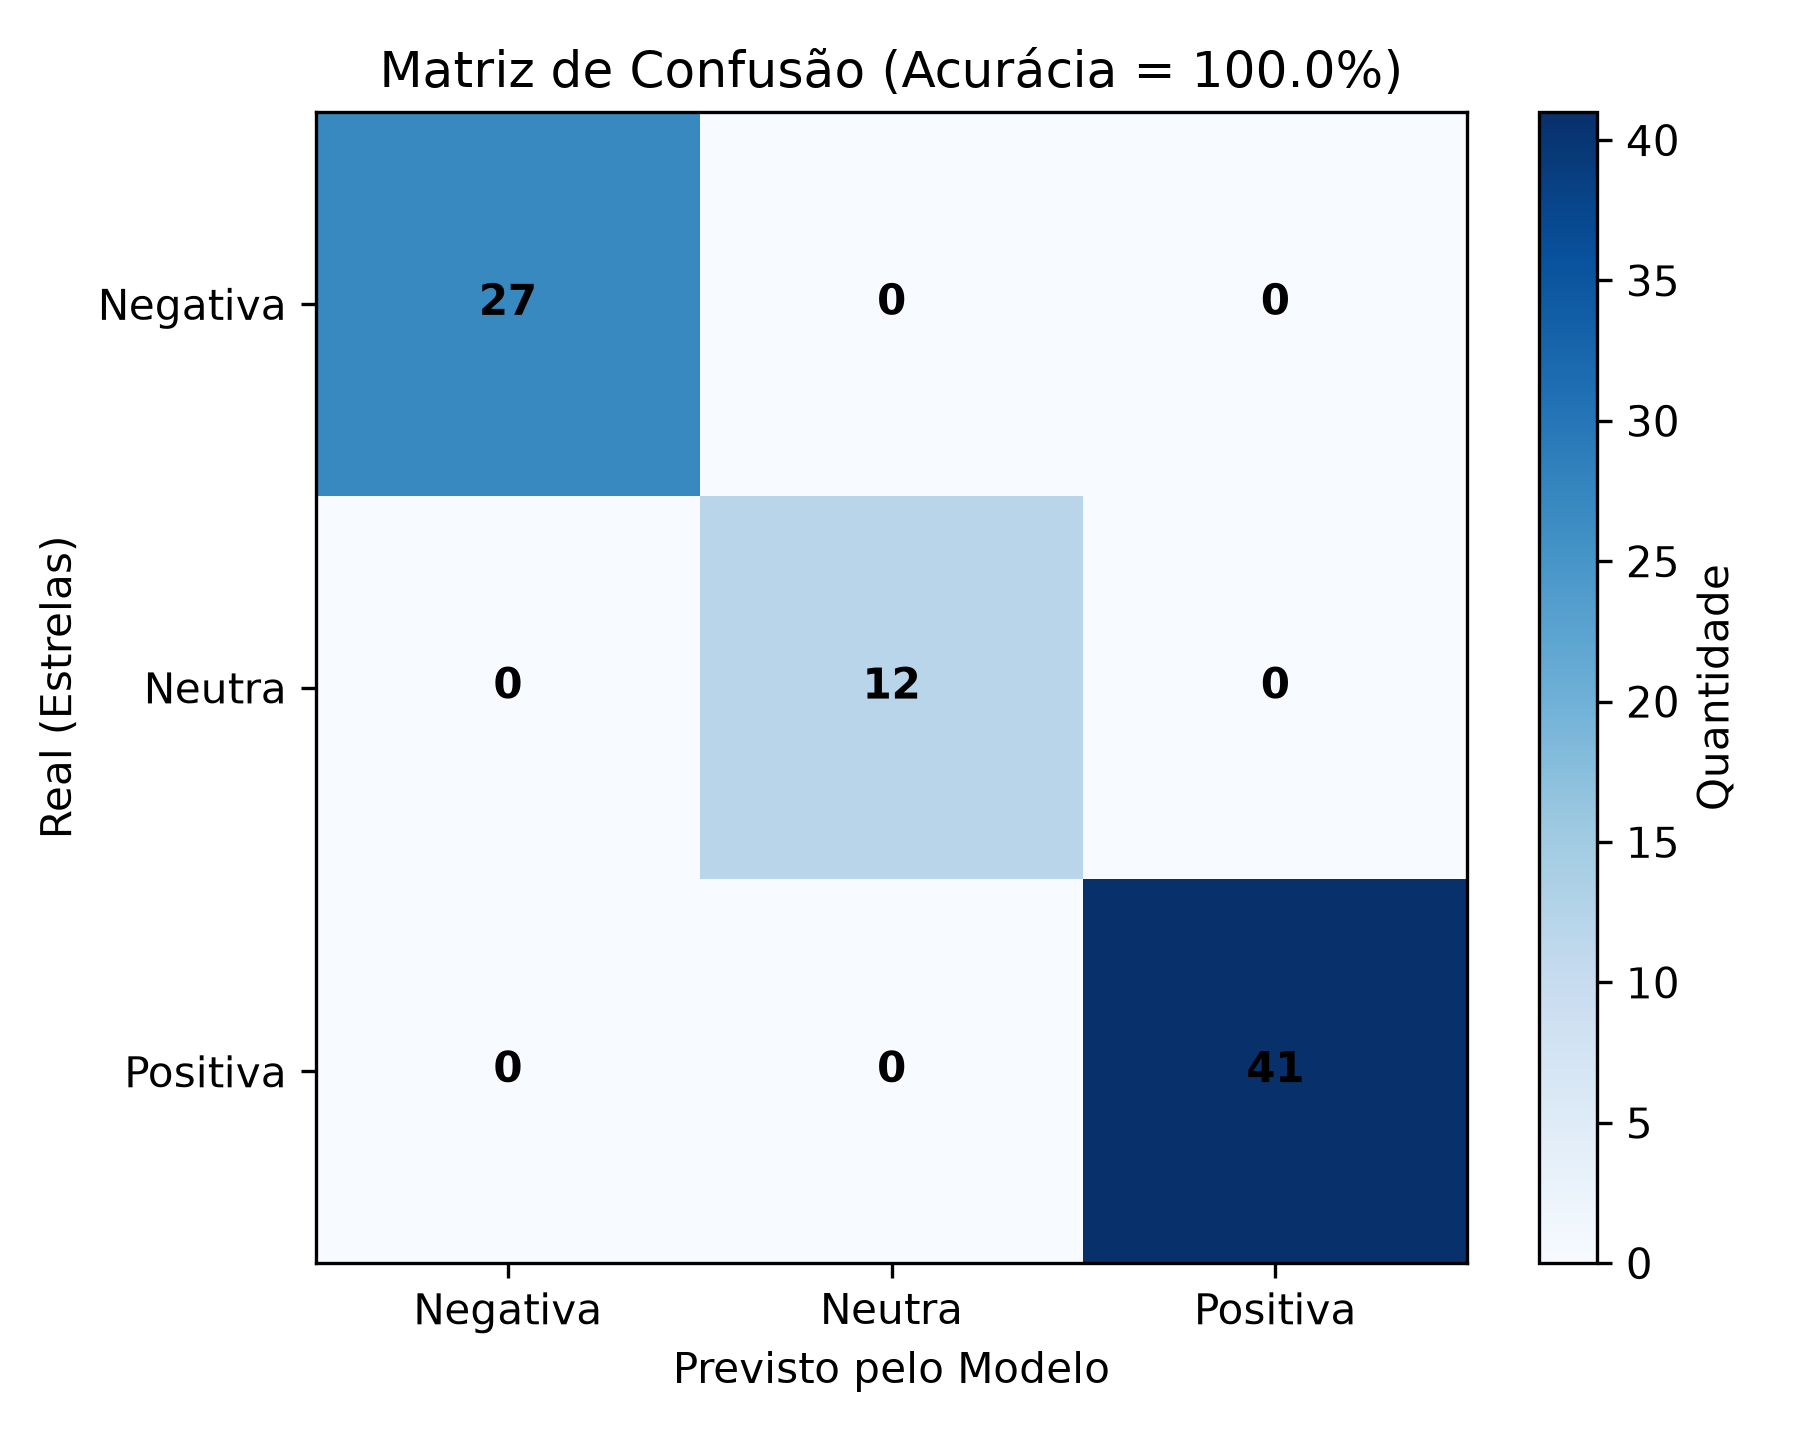 Matriz de Confusão (Acurácia = 100.0%)
Real (Estrelas)
Negativa 27 0 0
Neutra 0 12 0
Positiva 0 0 41
Negativa Neutra Positiva
Previsto pelo Modelo
40
35
30
25
20
15
10
5
0
Quantidade